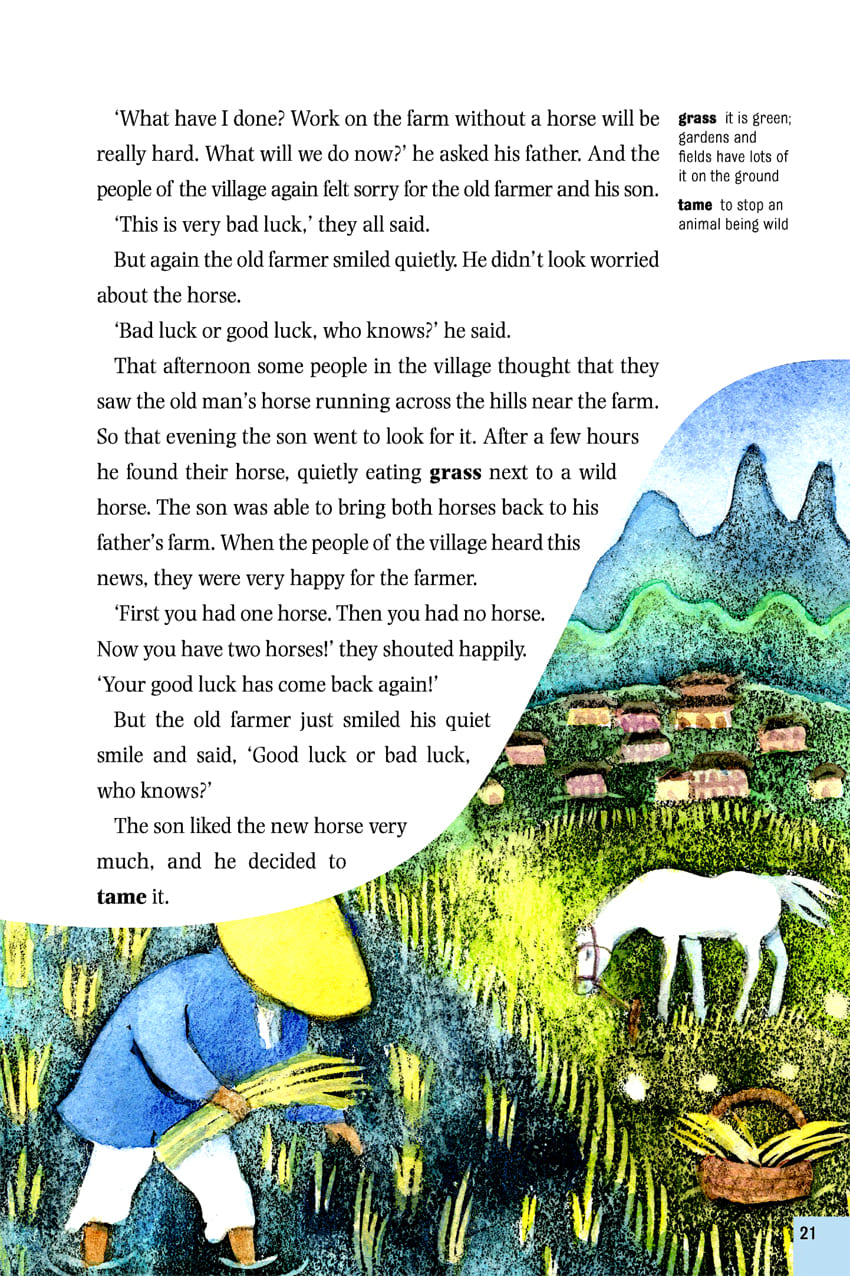 ‘What have I done? Work on the farm without a horse will be
really hard. What will we do now?’ he asked his father. And the
people of the village again felt sorry for the old farmer and his son.
‘This is very bad luck,’ they all said.
But again the old farmer smiled quietly. He didn’t look worried
about the horse.
‘Bad luck or good luck, who knows?’ he said.
That afternoon some people in the village thought that they
saw the old man’s horse running across the hills near the farm.
So that evening the son went to look for it. After a few hours
he found their horse, quietly eating grass next to a wild
horse. The son was able to bring both horses back to his
father’s farm. When the people of the village heard this
news, they were very happy for the farmer.
‘First you had one horse. Then you had no horse.
Now you have two horses!’ they shouted happily.
‘Your good luck has come back again!’
But the old farmer just smiled his quiet
smile and said, ‘Good luck or bad luck,
who knows?’
The son liked the new horse very
much, and he decided to
tame it.
grass it is green;
gardens and
fields have lots of
it on the ground
tame to stop an
animal being wild
21